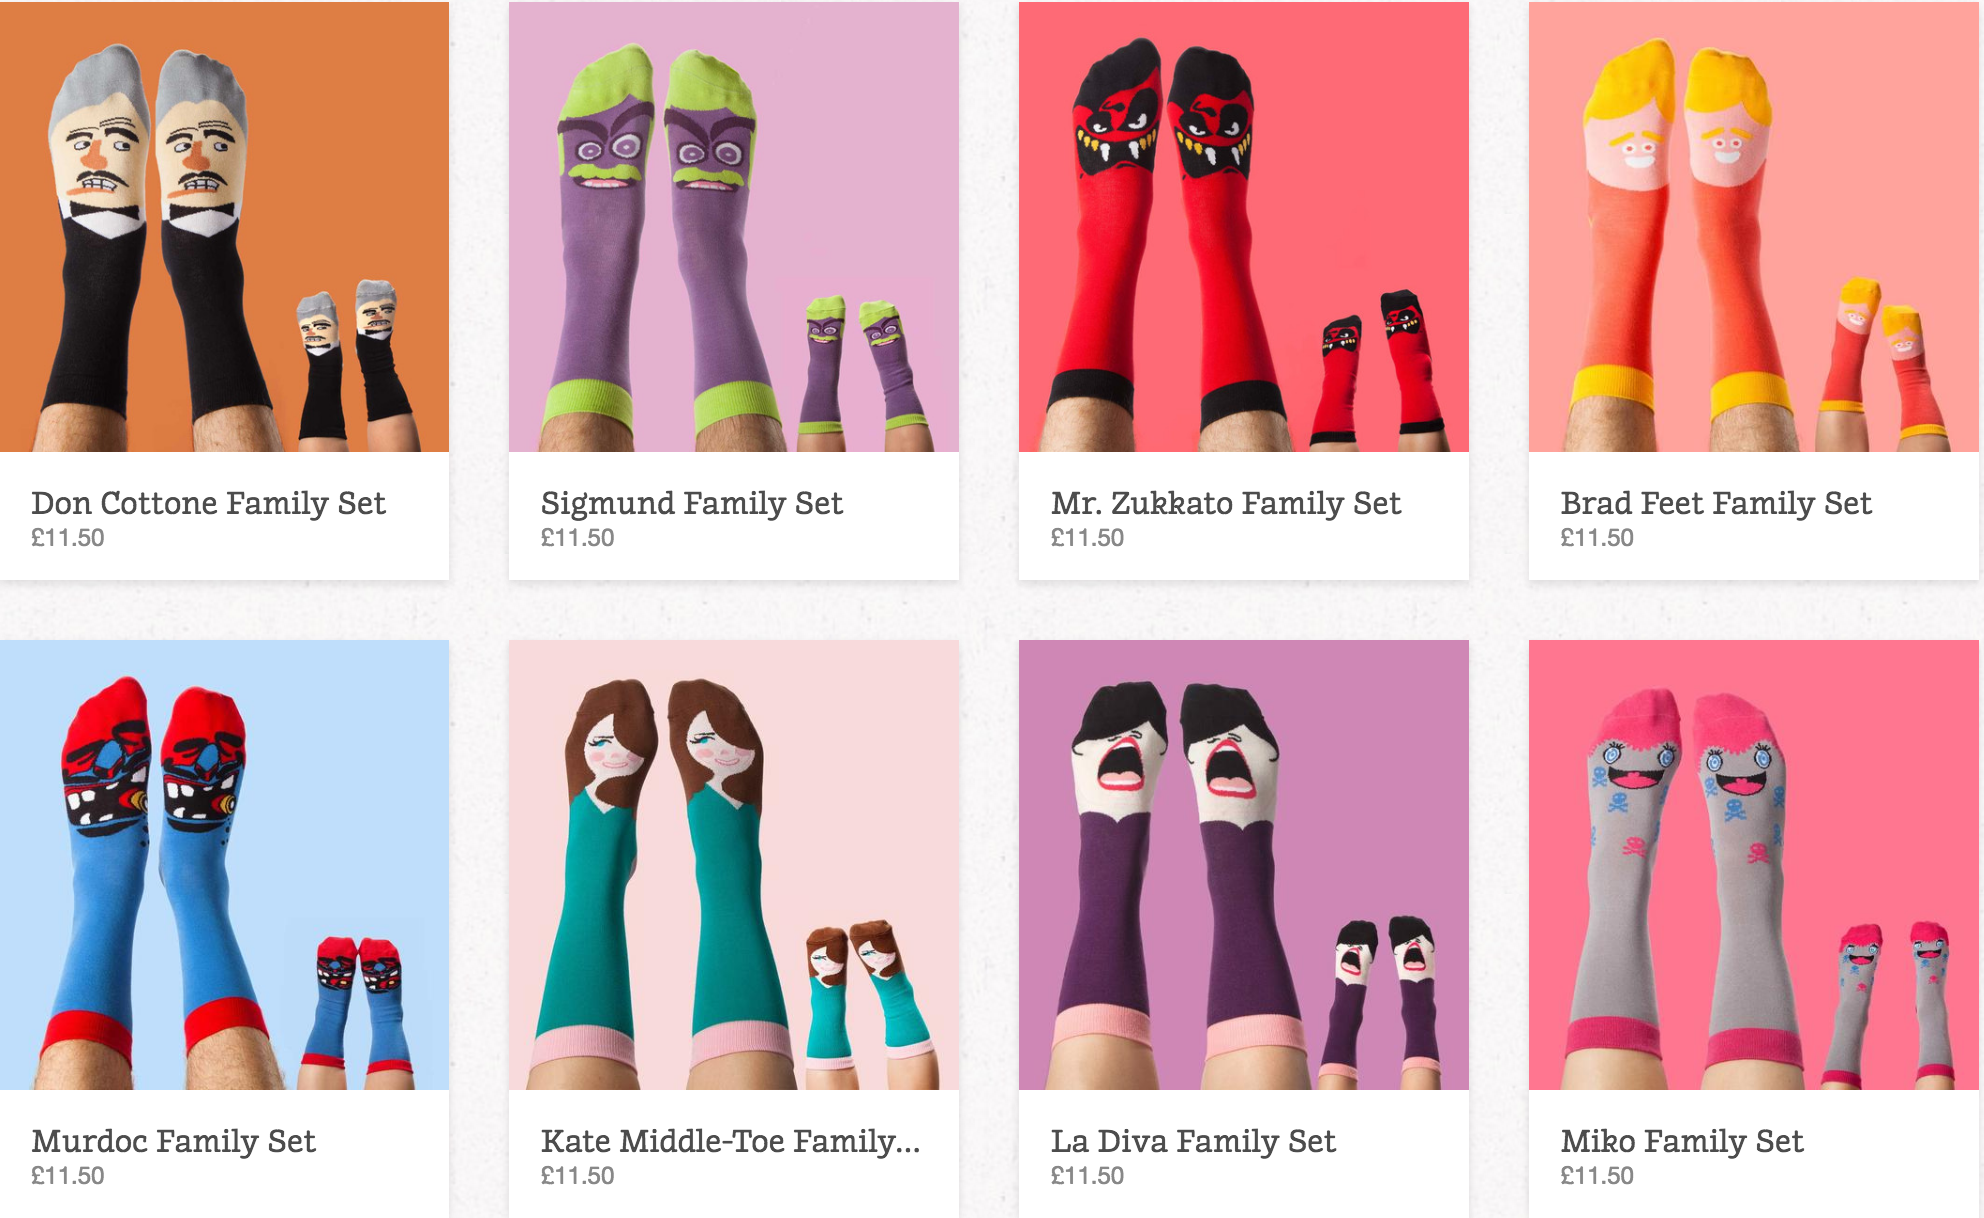 Don Cottone Family Set
£11.50
Sigmund Family Set
£11.50
Mr. Zukkato Family Set
£11.50
Brad Feet Family Set
£11.50
Murdoc Family Set
£11.50
Kate Middle-Toe Family...
£11.50
La Diva Family Set
£11.50
Miko Family Set
£11.50